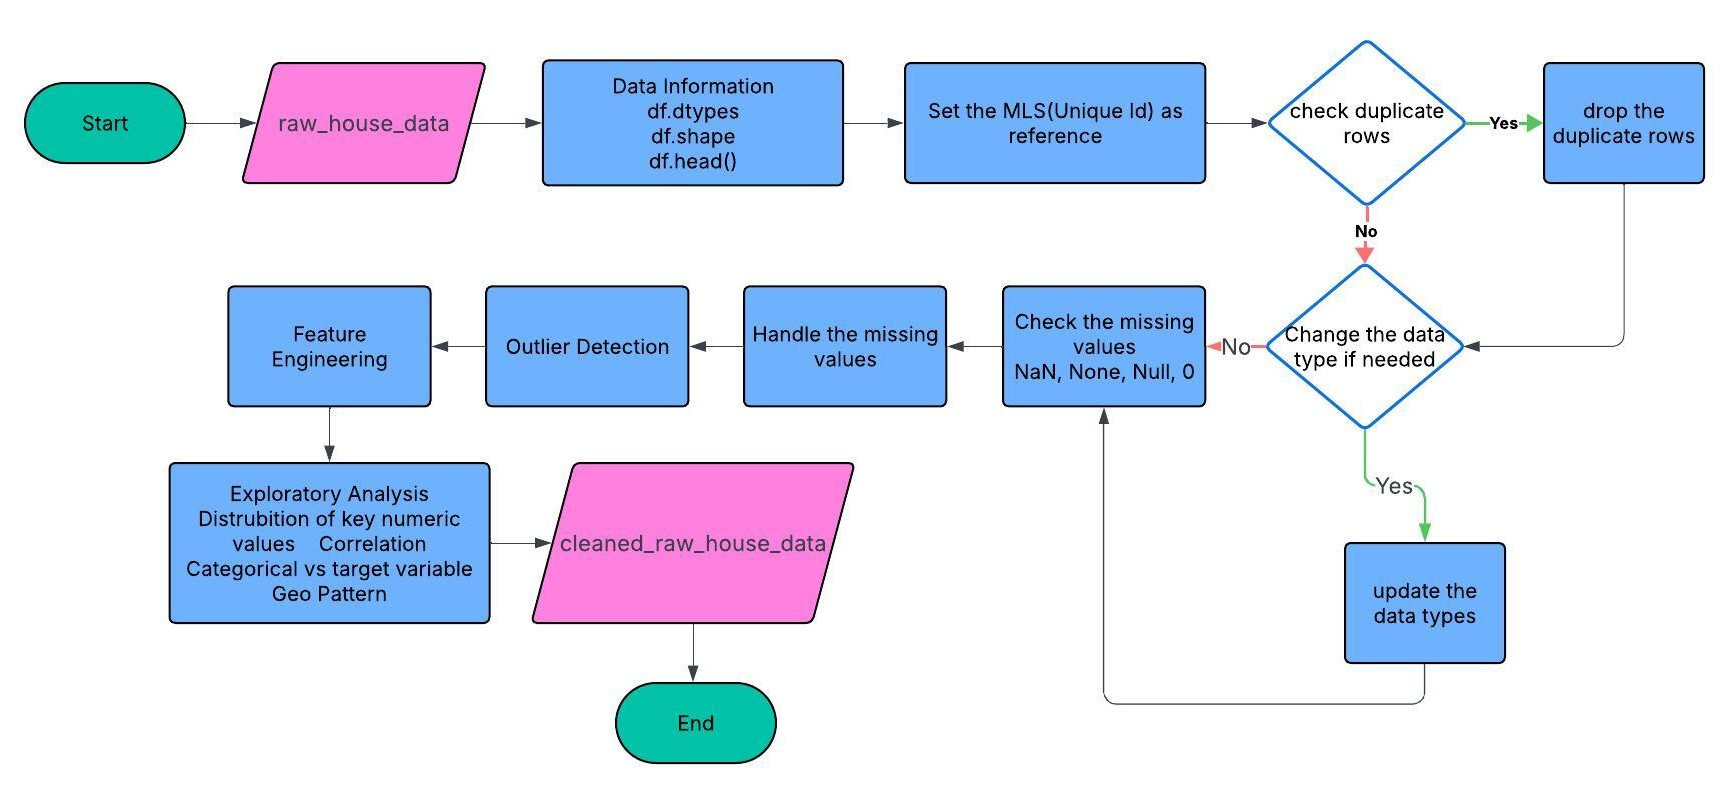 Start
raw_house_data
Data Information
df.dtypes
df.shape
df.head()
Set the MLS(Unique Id) as
reference
check duplicate
rows
Yes
drop the
duplicate rows
No
Change the data
type if needed
No
Check the missing
values
NaN, None, Null, 0
Handle the missing
values
Outlier Detection
Feature
Engineering
Yes
update the
data types
Exploratory Analysis
Distrubition of key numeric
values Correlation
Categorical vs target variable
Geo Pattern
cleaned_raw_house_data
End